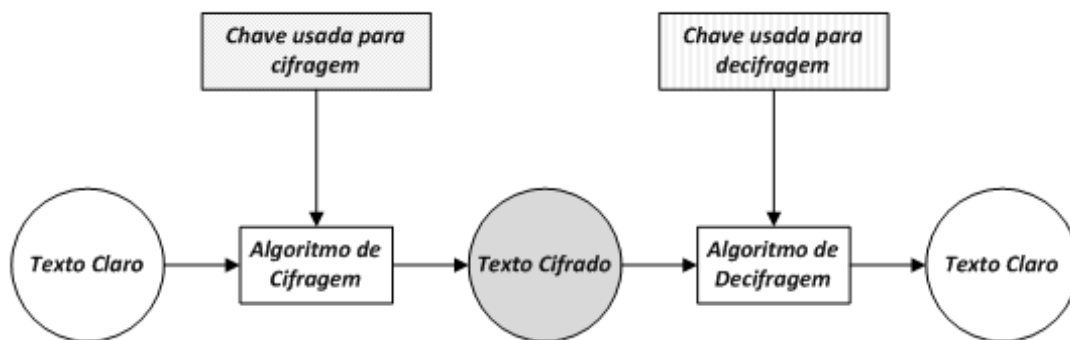 Chave usada para
cifragem
Chave usada para
decifragem
Texto Claro
Algoritmo de
Cifragem
Texto Cifrado
Algoritmo de
Decifragem
Texto Claro